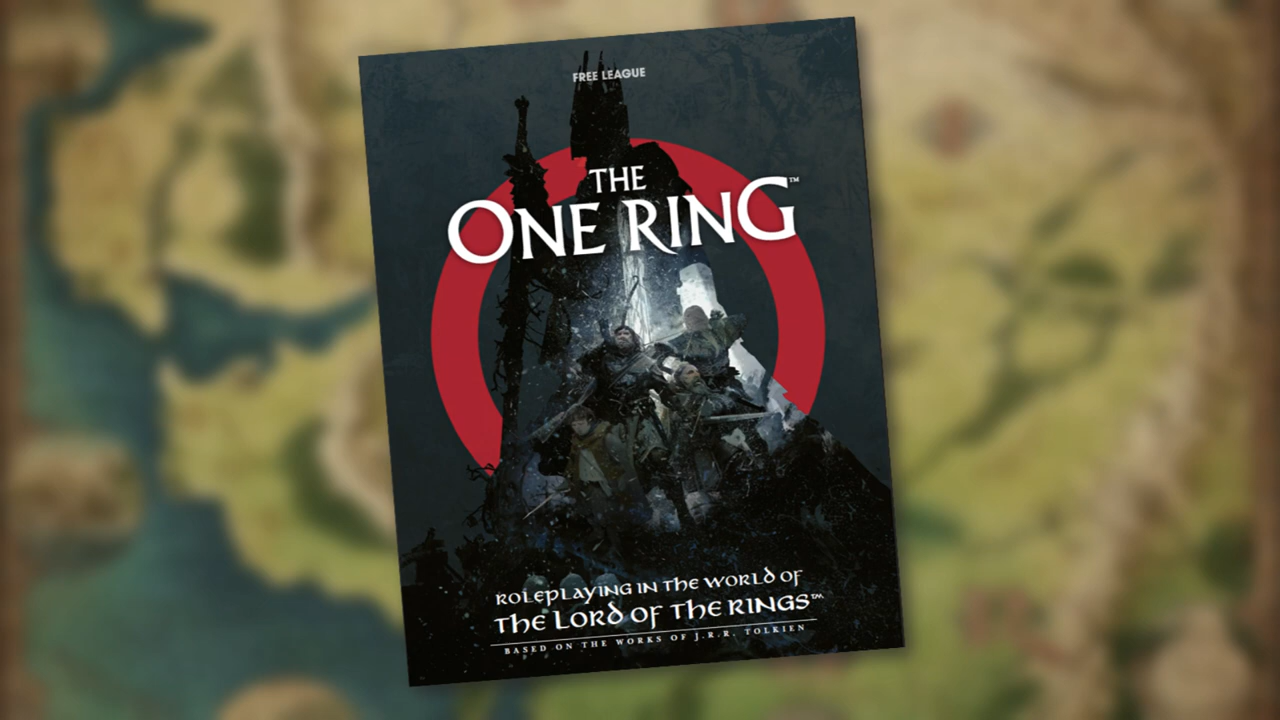 FREE LEAGUE
THE
ONE RING™
ROLEPLAYING IN THE WORLD OF
THE LORD OF THE RINGS™
BASED ON THE WORKS OF J.R.R. TOLKIEN